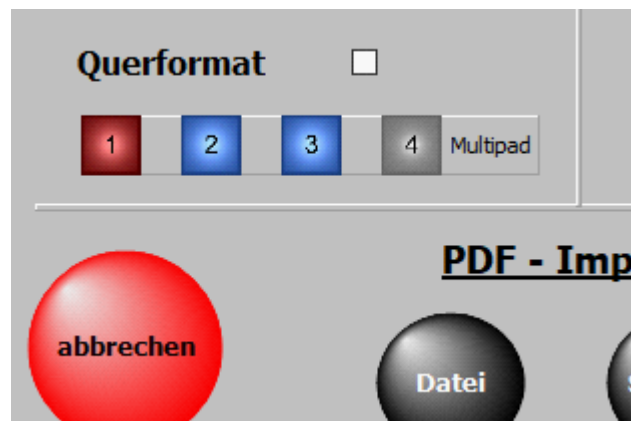 Querformat
1 2 3 4 Multipad
PDF - Imp
abbrechen
Datei